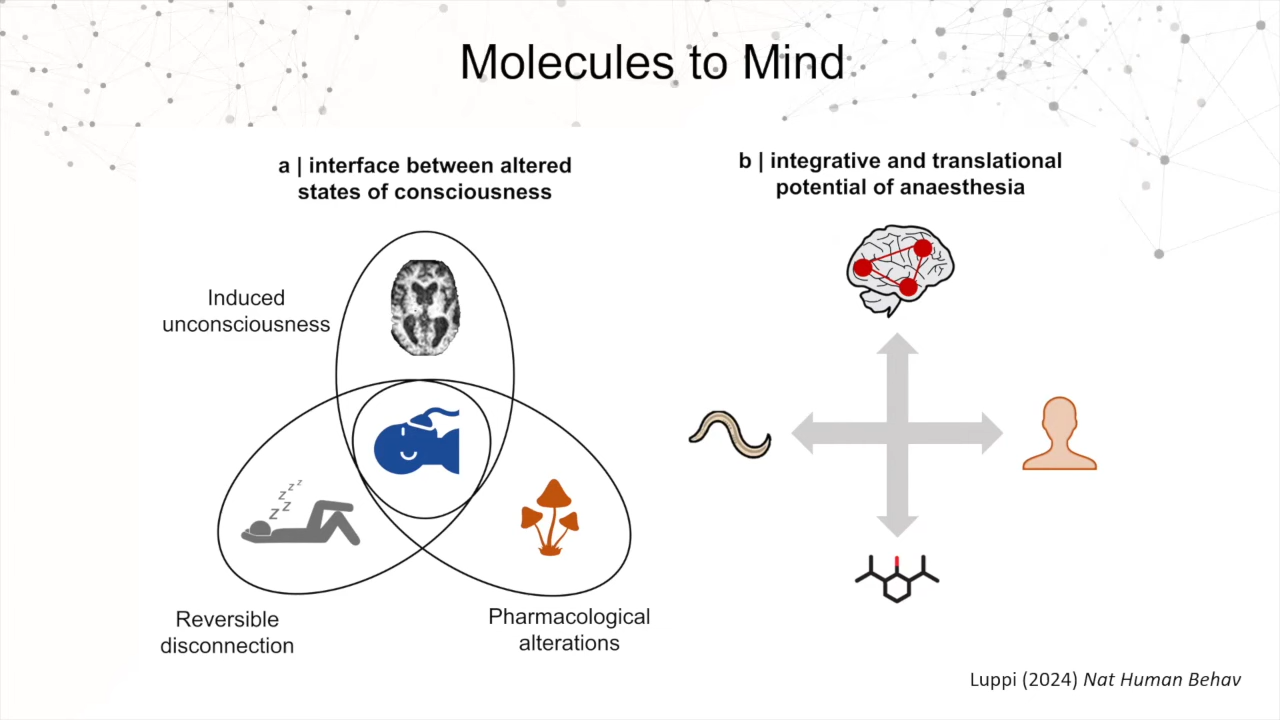 Molecules to Mind
a | interface between altered
states of consciousness
Induced
unconsciousness
z z z z
Reversible
disconnection
Pharmacological
alterations
b | integrative and translational
potential of anaesthesia
Luppi (2024) Nat Human Behav